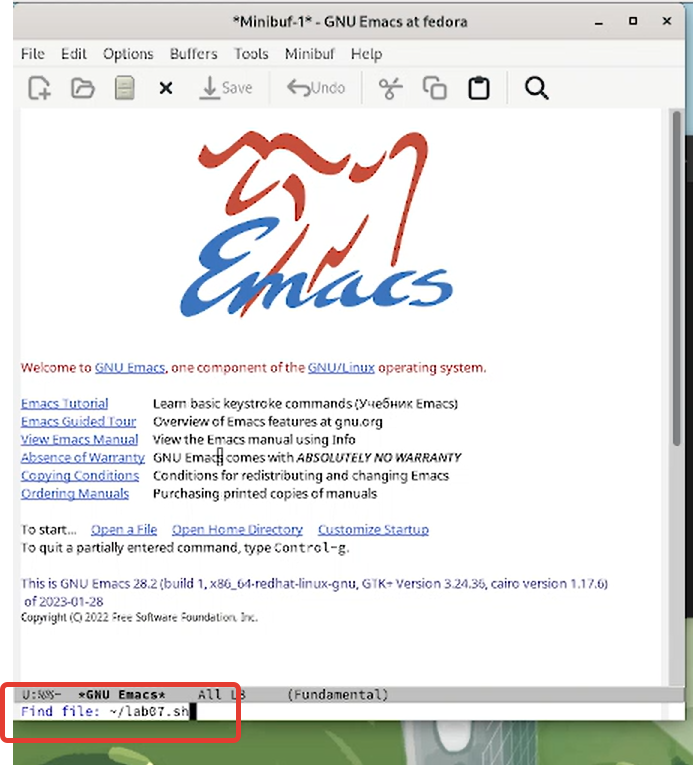 *Minibuf-1* - GNU Emacs at fedora
File Edit Options Buffers Tools Minibuf Help
Save Undo
Emacs
Welcome to GNU Emacs, one component of the GNU/Linux operating system.
Emacs Tutorial Learn basic keystroke commands (Учебник Emacs)
Emacs Guided Tour Overview of Emacs features at gnu.org
View Emacs Manual View the Emacs manual using Info
Absence of Warranty GNU Emacs comes with ABSOLUTELY NO WARRANTY
Copying Conditions Conditions for redistributing and changing Emacs
Ordering Manuals Purchasing printed copies of manuals
To start... Open a File Open Home Directory Customize Startup
To quit a partially entered command, type Control-g.
This is GNU Emacs 28.2 (build 1, x86_64-redhat-linux-gnu, GTK+ Version 3.24.36, cairo version 1.17.6)
of 2023-01-28
Copyright (C) 2022 Free Software Foundation, Inc.
U:%%- *GNU Emacs* All L8 (Fundamental)
Find file: ~/lab07.sh